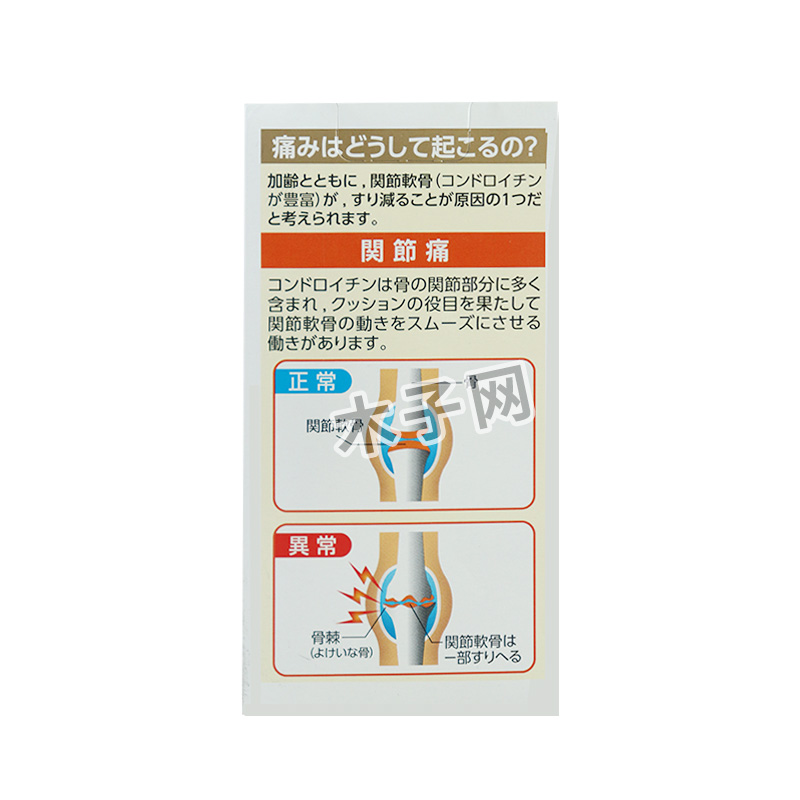 痛みはどうして起こるの?
加齢とともに,関節軟骨(コンドロイチン
が豊富)が,すり減ることが原因の1つだ
と考えられます。
関節痛
コンドロイチンは骨の関節部分に多く
含まれ,クッションの役目を果たして
関節軟骨の動きをスムーズにさせる
働きがあります。
正常
骨
関節軟骨
木子网
異常
骨棘
(よけいな骨)
関節軟骨は
一部すりへる